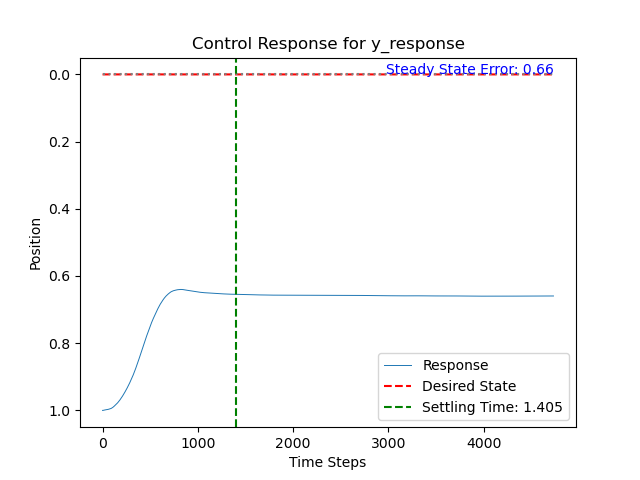 Control Response for y_response
Steady State Error: 0.66
0.0
0.2
0.4
0.6
0.8
1.0
Position
Response
Desired State
Settling Time: 1.405
0 1000 2000 3000 4000
Time Steps